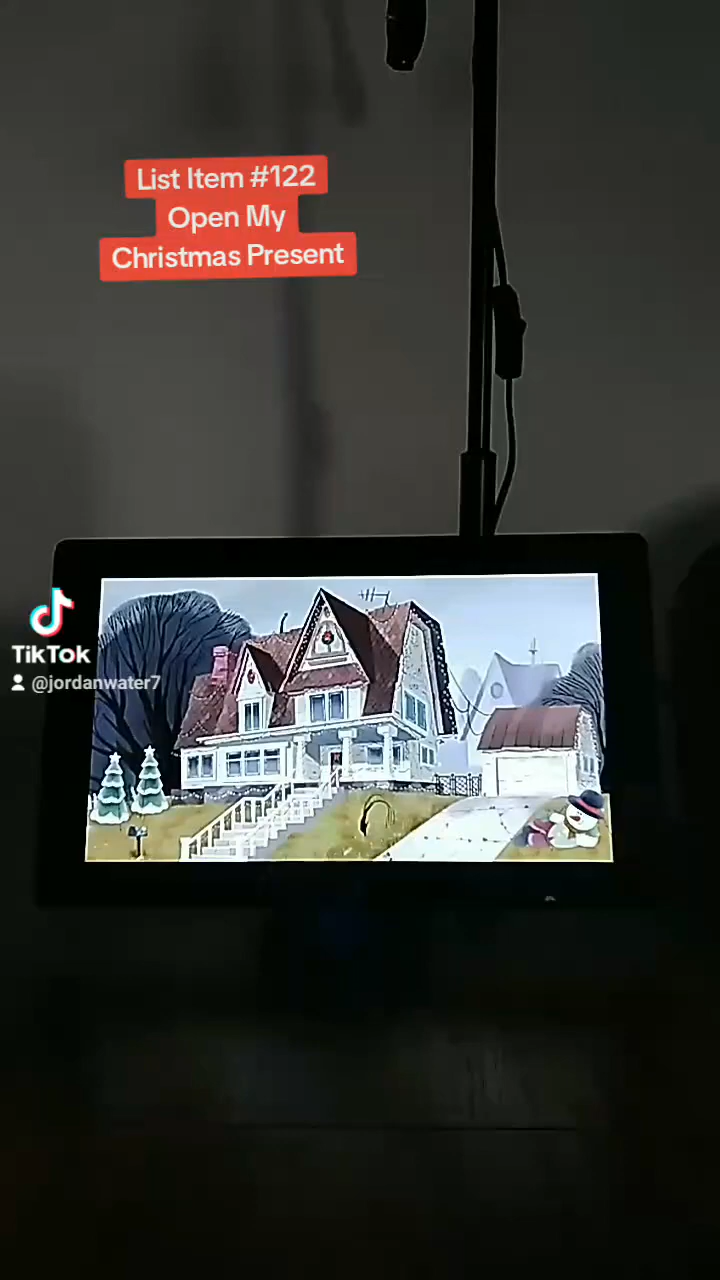 List Item #122
Open My
Christmas Present
TikTok
@jordanwater7